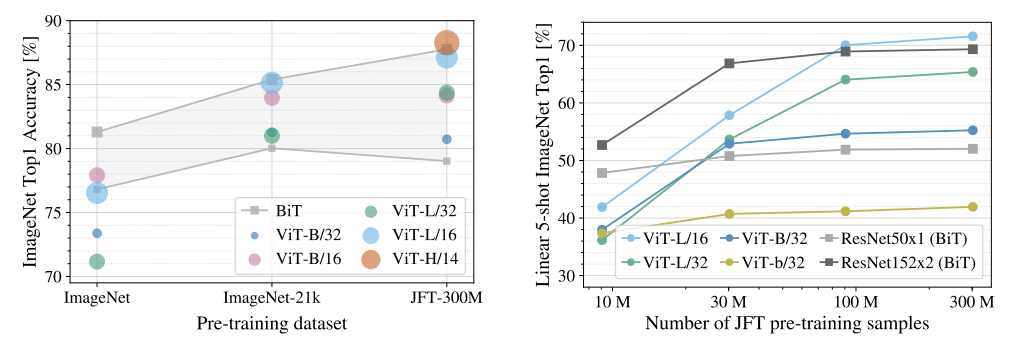 ImageNet Top1 Accuracy [%]
90
85
80
75
70
BiT
ViT-B/32
ViT-B/16
ViT-L/32
ViT-L/16
ViT-H/14
ImageNet
ImageNet-21k
JFT-300M
Pre-training dataset
Linear 5-shot ImageNet Top1 [%]
70
60
50
40
30
ViT-L/16
ViT-L/32
ViT-B/32
ViT-b/32
ResNet50x1 (BiT)
ResNet152x2 (BiT)
10 M
30 M
100 M
300 M
Number of JFT pre-training samples